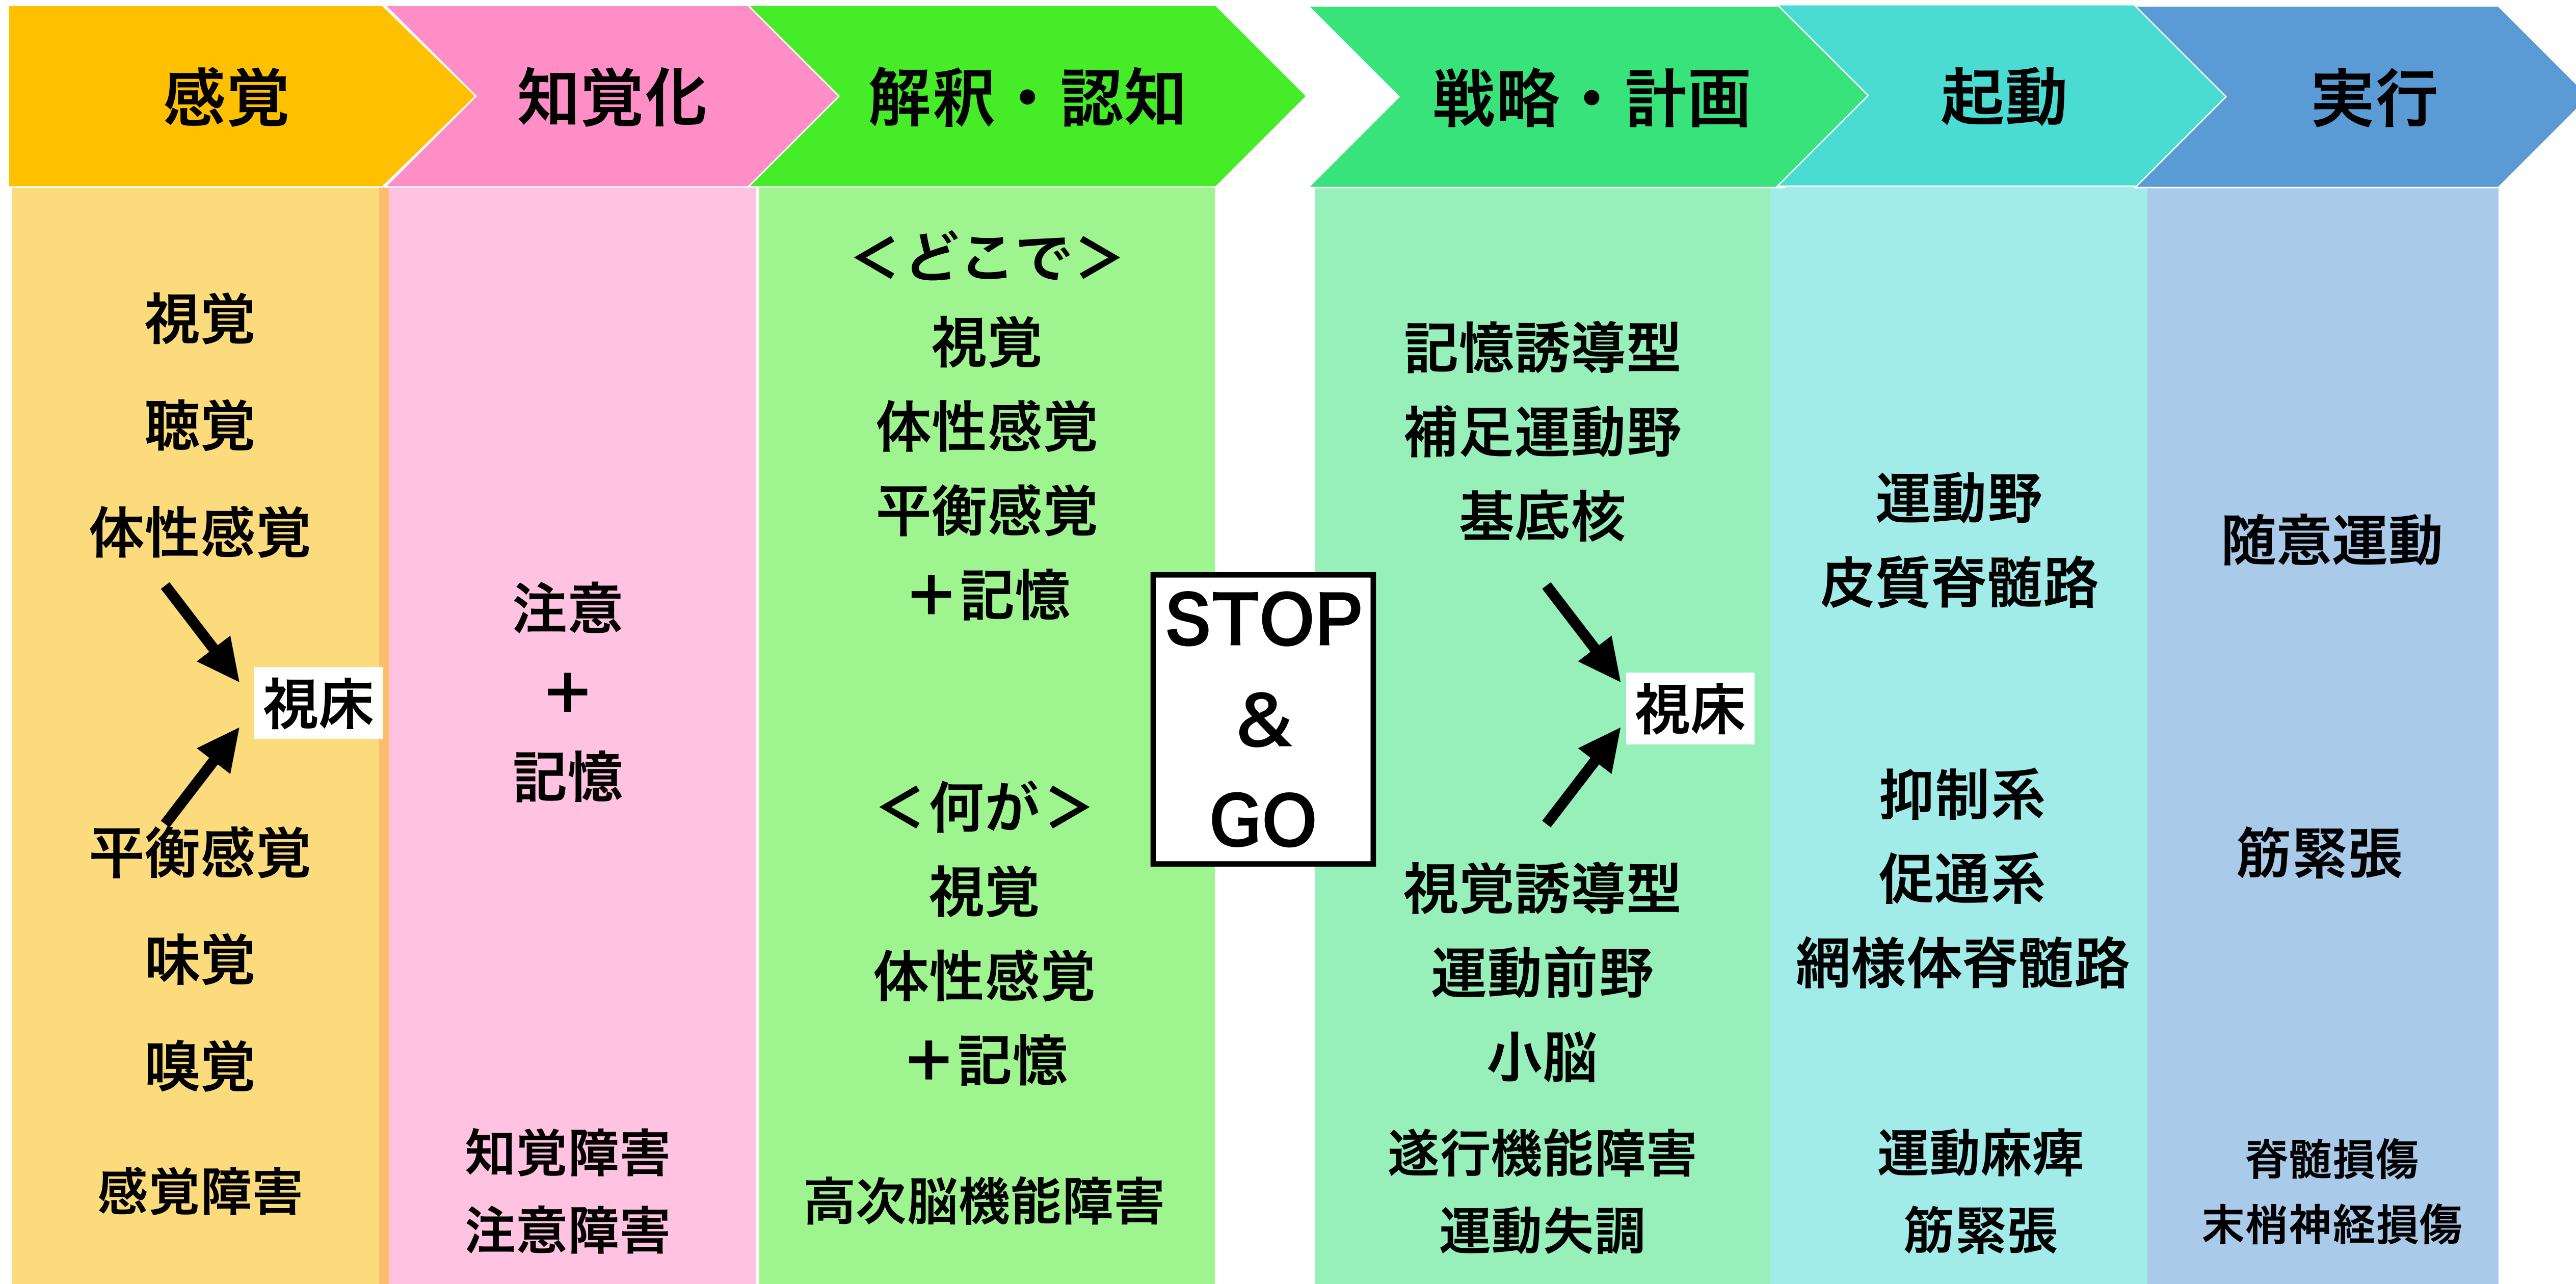 感覚
知覚化
解釈・認知
戦略・計画
起動
実行
視覚
聴覚
体性感覚
視床
平衡感覚
味覚
嗅覚
感覚障害
注意
＋
記憶
知覚障害
注意障害
＜どこで＞
視覚
体性感覚
平衡感覚
＋記憶
＜何が＞
視覚
体性感覚
＋記憶
高次脳機能障害
STOP
&
GO
記憶誘導型
補足運動野
基底核
視床
視覚誘導型
運動前野
小脳
遂行機能障害
運動失調
運動野
皮質脊髄路
抑制系
促通系
網様体脊髄路
運動麻痺
筋緊張
随意運動
筋緊張
脊髄損傷
末梢神経損傷